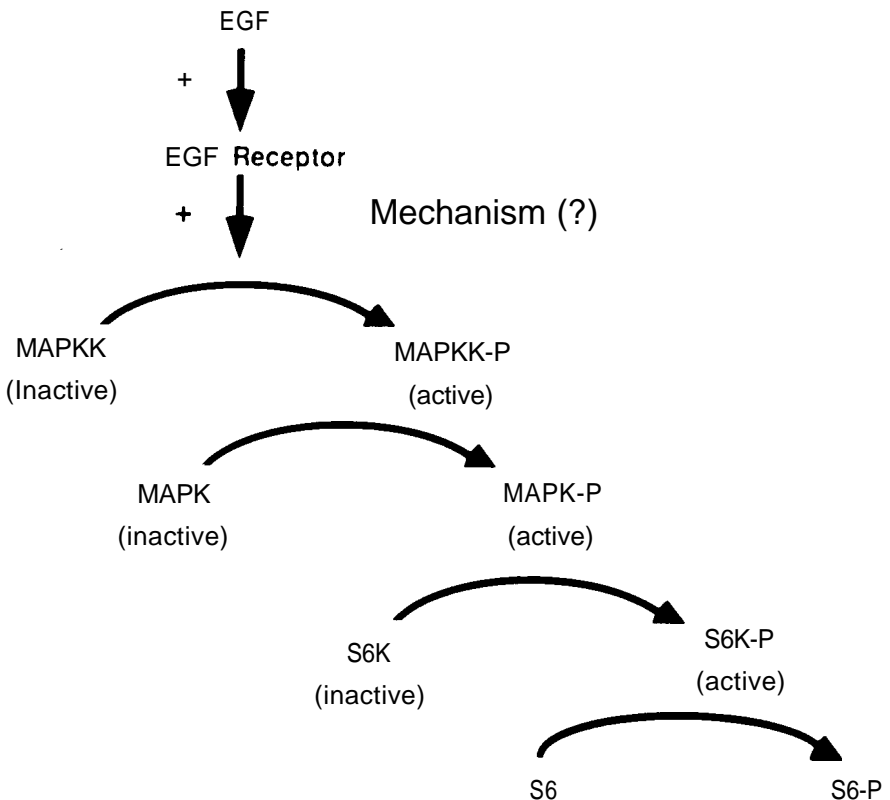 EGF
+
EGF Receptor
+
Mechanism (?)
MAPKK
(Inactive)
MAPKK-P
(active)
MAPK
(inactive)
MAPK-P
(active)
S6K
(inactive)
S6K-P
(active)
S6
S6-P